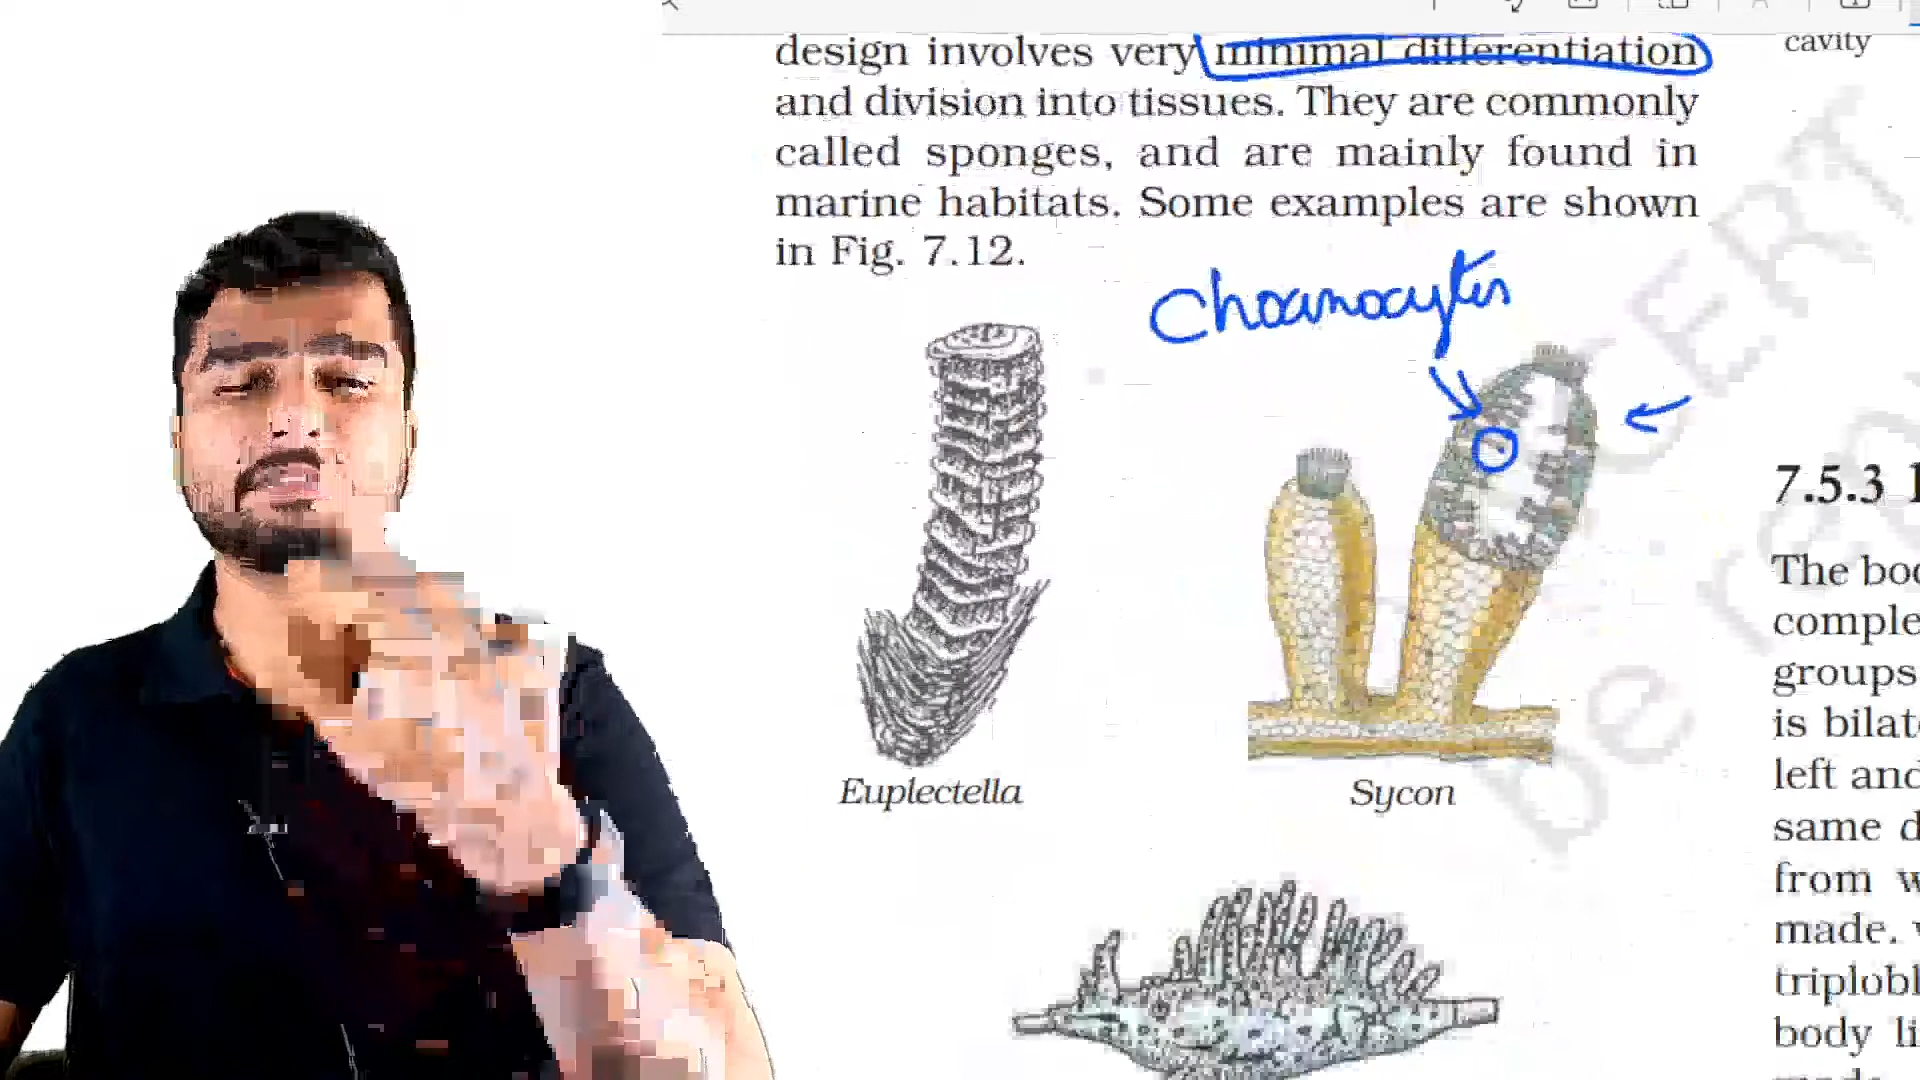 design involves very minimal differentiation
and division into tissues. They are commonly
called sponges, and are mainly found in
marine habitats. Some examples are shown
in Fig. 7.12.
Choanocytes
Euplectella
Sycon
cavity
7.5.3
The
comple
groups
is bilat
left and
same d
from w
made.
triplobl
body li